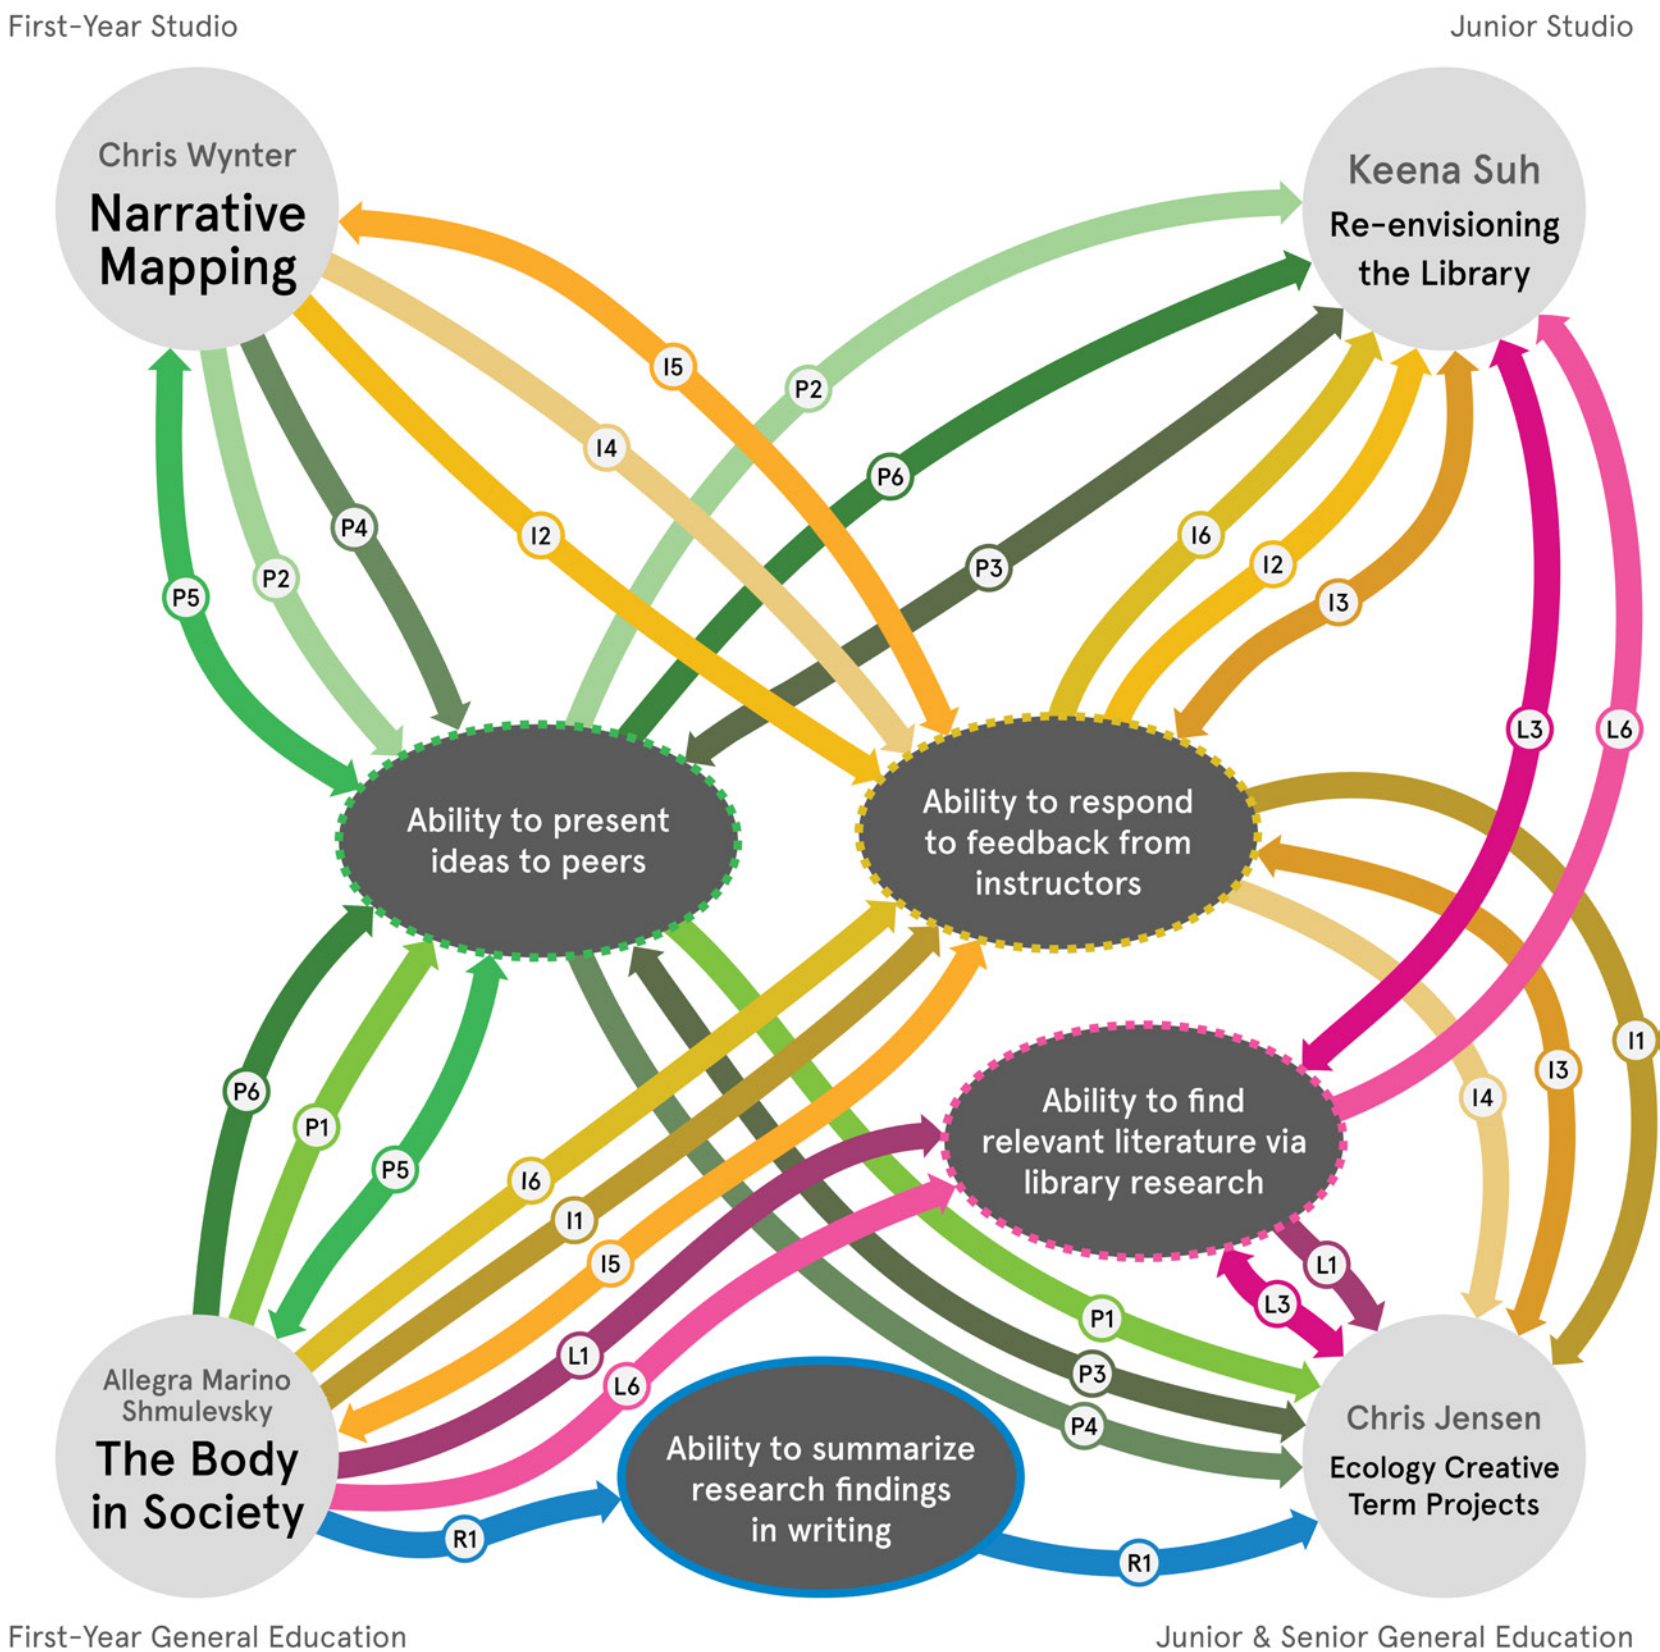 First-Year Studio
Junior Studio
Chris Wynter
Narrative
Mapping
Keena Suh
Re-envisioning
the Library
I5
P2
I4
P6
P4
I2
I6
P3
I2
P2
P5
I3
L3
L6
Ability to present
ideas to peers
Ability to respond
to feedback from
instructors
I1
I3
P6
I4
P1
Ability to find
relevant literature via
library research
P5
I6
I1
I5
L1
L3
P1
L1
P3
L6
P4
Allegra Marino
Shmulevsky
The Body
in Society
Ability to summarize
research findings
in writing
Chris Jensen
Ecology Creative
Term Projects
R1
R1
First-Year General Education
Junior & Senior General Education